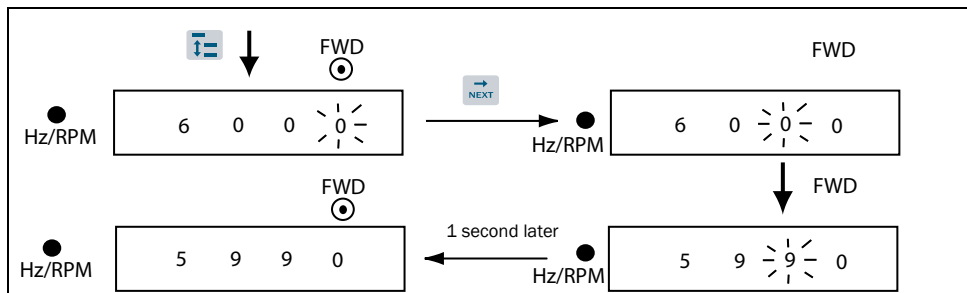 FWD
FWD
Hz/RPM
6 0 0 0
NEXT
Hz/RPM
6 0 0 0
FWD
FWD
Hz/RPM
5 9 9 0
1 second later
Hz/RPM
5 9 9 0